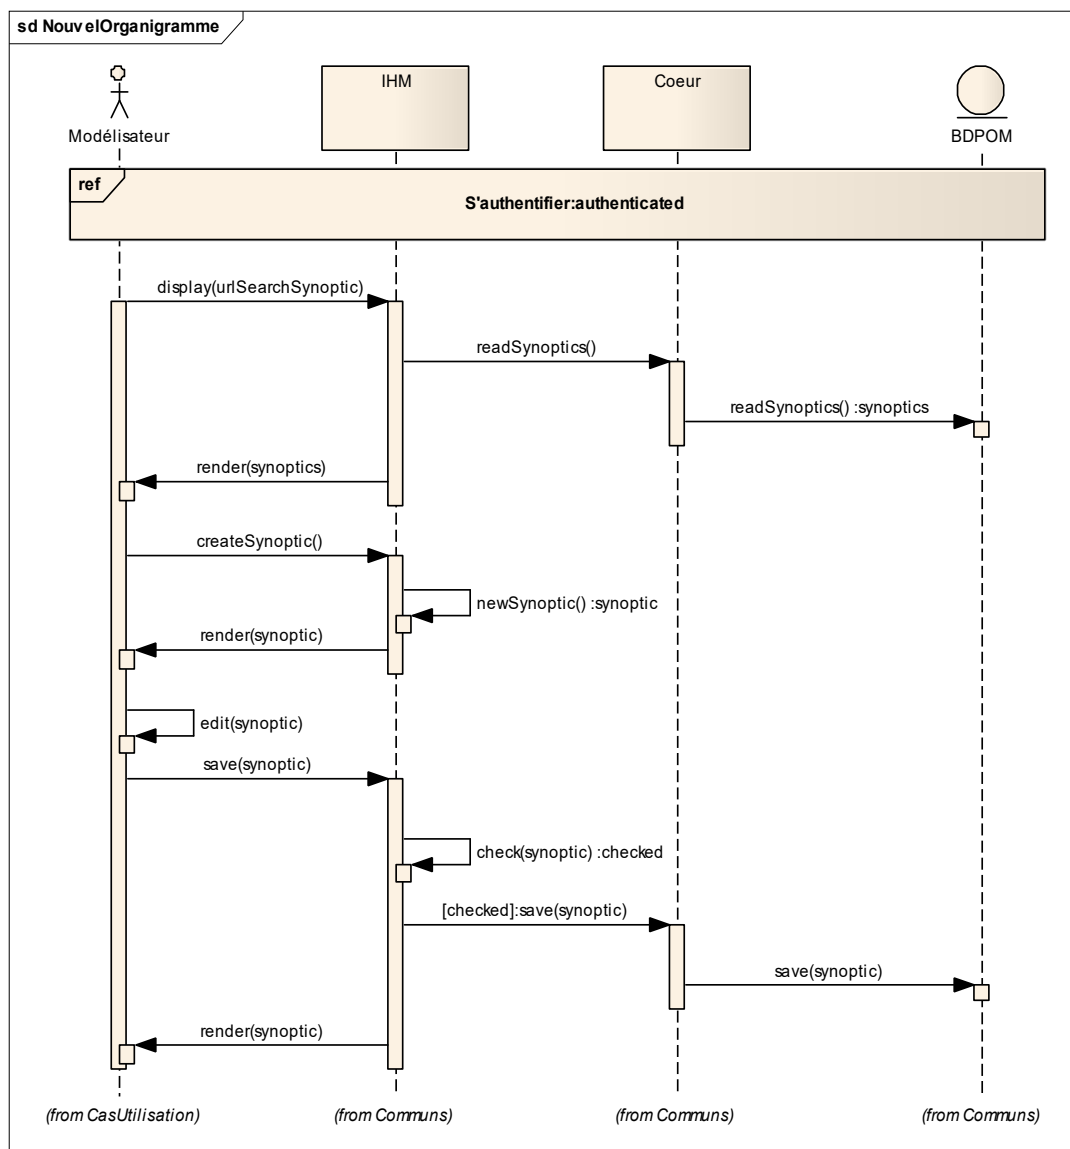 sd NouvelOrganigramme
IHM
Coeur
Modélisateur
BDPOM
ref
S'authentifier:authenticated
display(urlSearchSynoptic)
readSynoptics()
readSynoptics() :synoptics
render(synoptics)
createSynoptic()
newSynoptic() :synoptic
render(synoptic)
edit(synoptic)
save(synoptic)
check(synoptic) :checked
[checked]:save(synoptic)
save(synoptic)
render(synoptic)
(from CasUtilisation)
(from Communs)
(from Communs)
(from Communs)